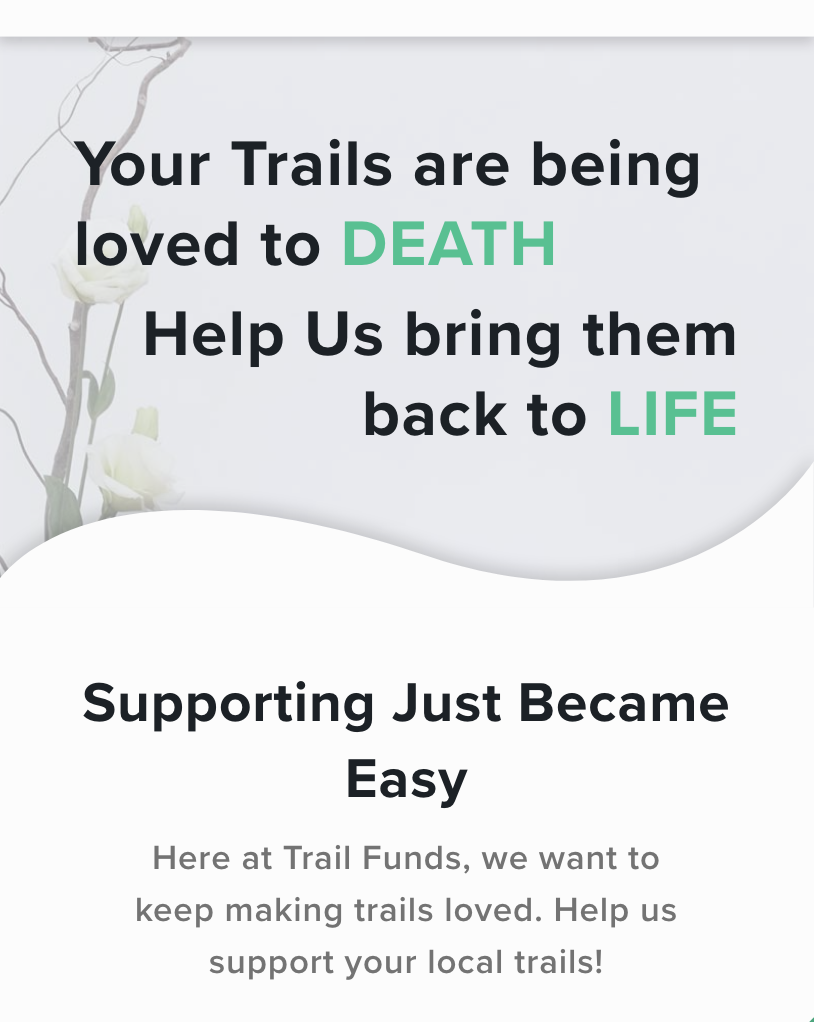 Your Trails are being
loved to DEATH
Help Us bring them
back to LIFE
Supporting Just Became
Easy
Here at Trail Funds, we want to
keep making trails loved. Help us
support your local trails!